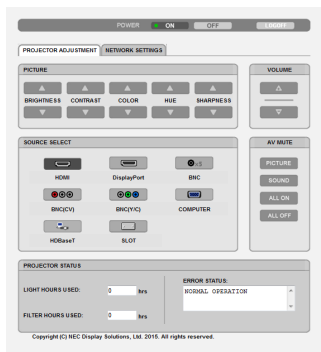 POWER ON OFF LOGOFF
PROJECTOR ADJUSTMENT NETWORK SETTINGS
PICTURE VOLUME
BRIGHTNESS CONTRAST COLOR HUE SHARPNESS
SOURCE SELECT AV MUTE
HDMI DisplayPort BNC
PICTURE
SOUND
BNC(CV) BNC(Y/C) COMPUTER
ALL ON
ALL OFF
HDBaseT SLOT
PROJECTOR STATUS
ERROR STATUS:
LIGHT HOURS USED: 0 hrs NORMAL OPERATION
FILTER HOURS USED: 0 hrs
Copyright (C) NEC Display Solutions, Ltd. 2015. All rights reserved.